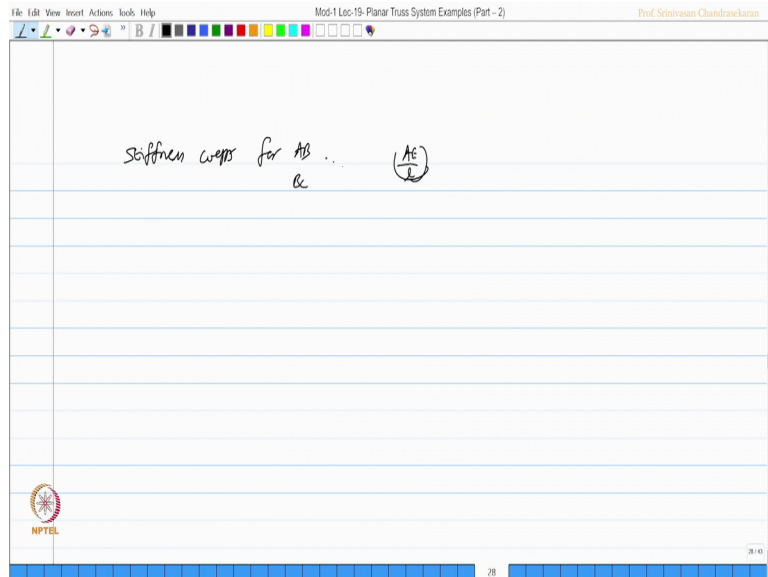 File Edit View Insert Actions Tools Help
Mod-1 Lec-19- Planar Truss System Examples (Part – 2)
Prof. Srinivasan Chandrasekaran
B I
Stiffness for AB ...
BC
AE
l
NPTEL
28 / 43
28